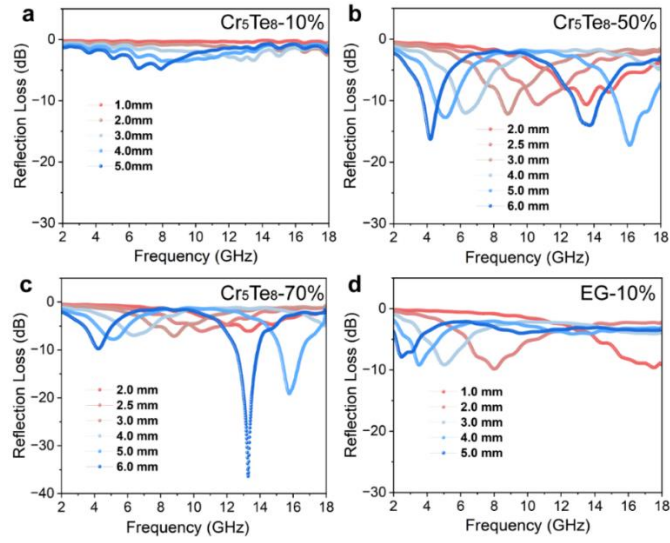 a
Cr₅Te₈-10%
0
-10
-20
-30
Reflection Loss (dB)
1.0mm
2.0mm
3.0mm
4.0mm
5.0mm
2 4 6 8 10 12 14 16 18
Frequency (GHz)
b
Cr₅Te₈-50%
0
-10
-20
-30
Reflection Loss (dB)
2.0 mm
2.5 mm
3.0 mm
4.0 mm
5.0 mm
6.0 mm
2 4 6 8 10 12 14 16 18
Frequency (GHz)
c
Cr₅Te₈-70%
0
-10
-20
-30
-40
Reflection Loss (dB)
2.0 mm
2.5 mm
3.0 mm
4.0 mm
5.0 mm
6.0 mm
2 4 6 8 10 12 14 16 18
Frequency (GHz)
d
EG-10%
0
-10
-20
-30
Reflection Loss (dB)
1.0 mm
2.0 mm
3.0 mm
4.0 mm
5.0 mm
2 4 6 8 10 12 14 16 18
Frequency (GHz)